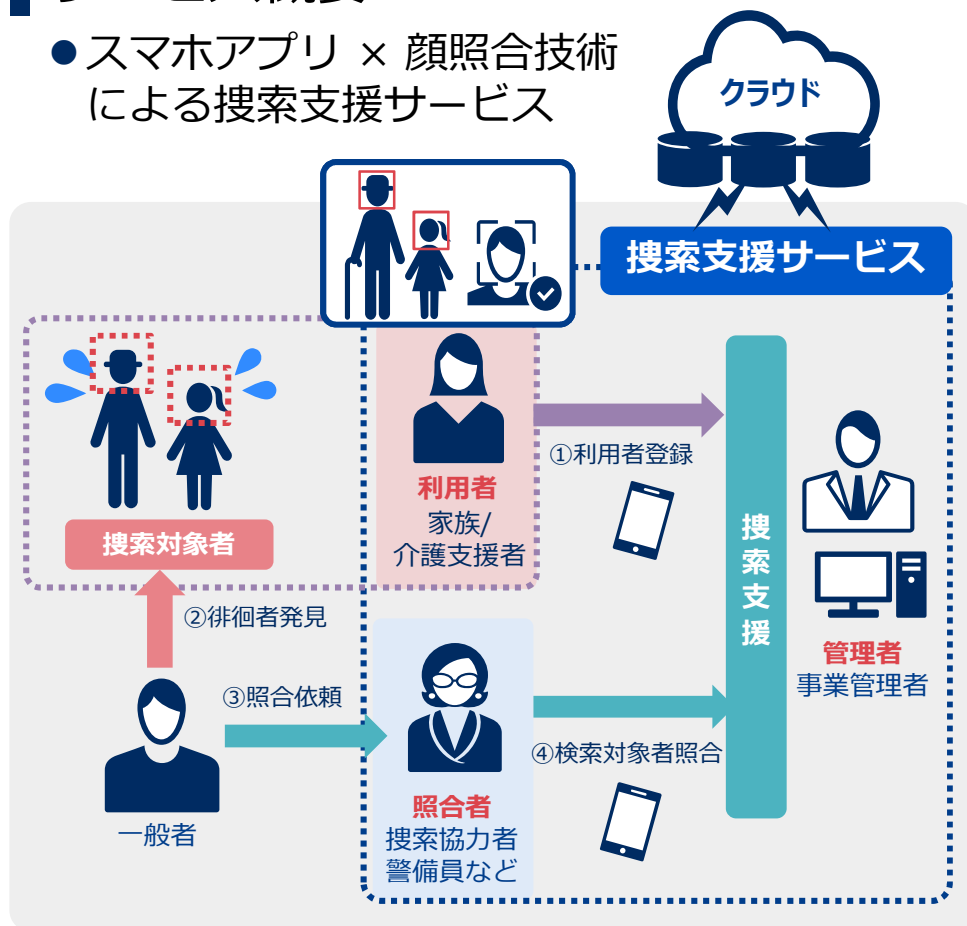 ●スマホアプリ × 顔照合技術
による捜索支援サービス
クラウド
捜索支援サービス
①利用者登録
利用者
家族/
介護支援者
捜索対象者
②徘徊者発見
捜索支援
管理者
事業管理者
③照合依頼
④検索対象者照合
照合者
捜索協力者
警備員など
一般者